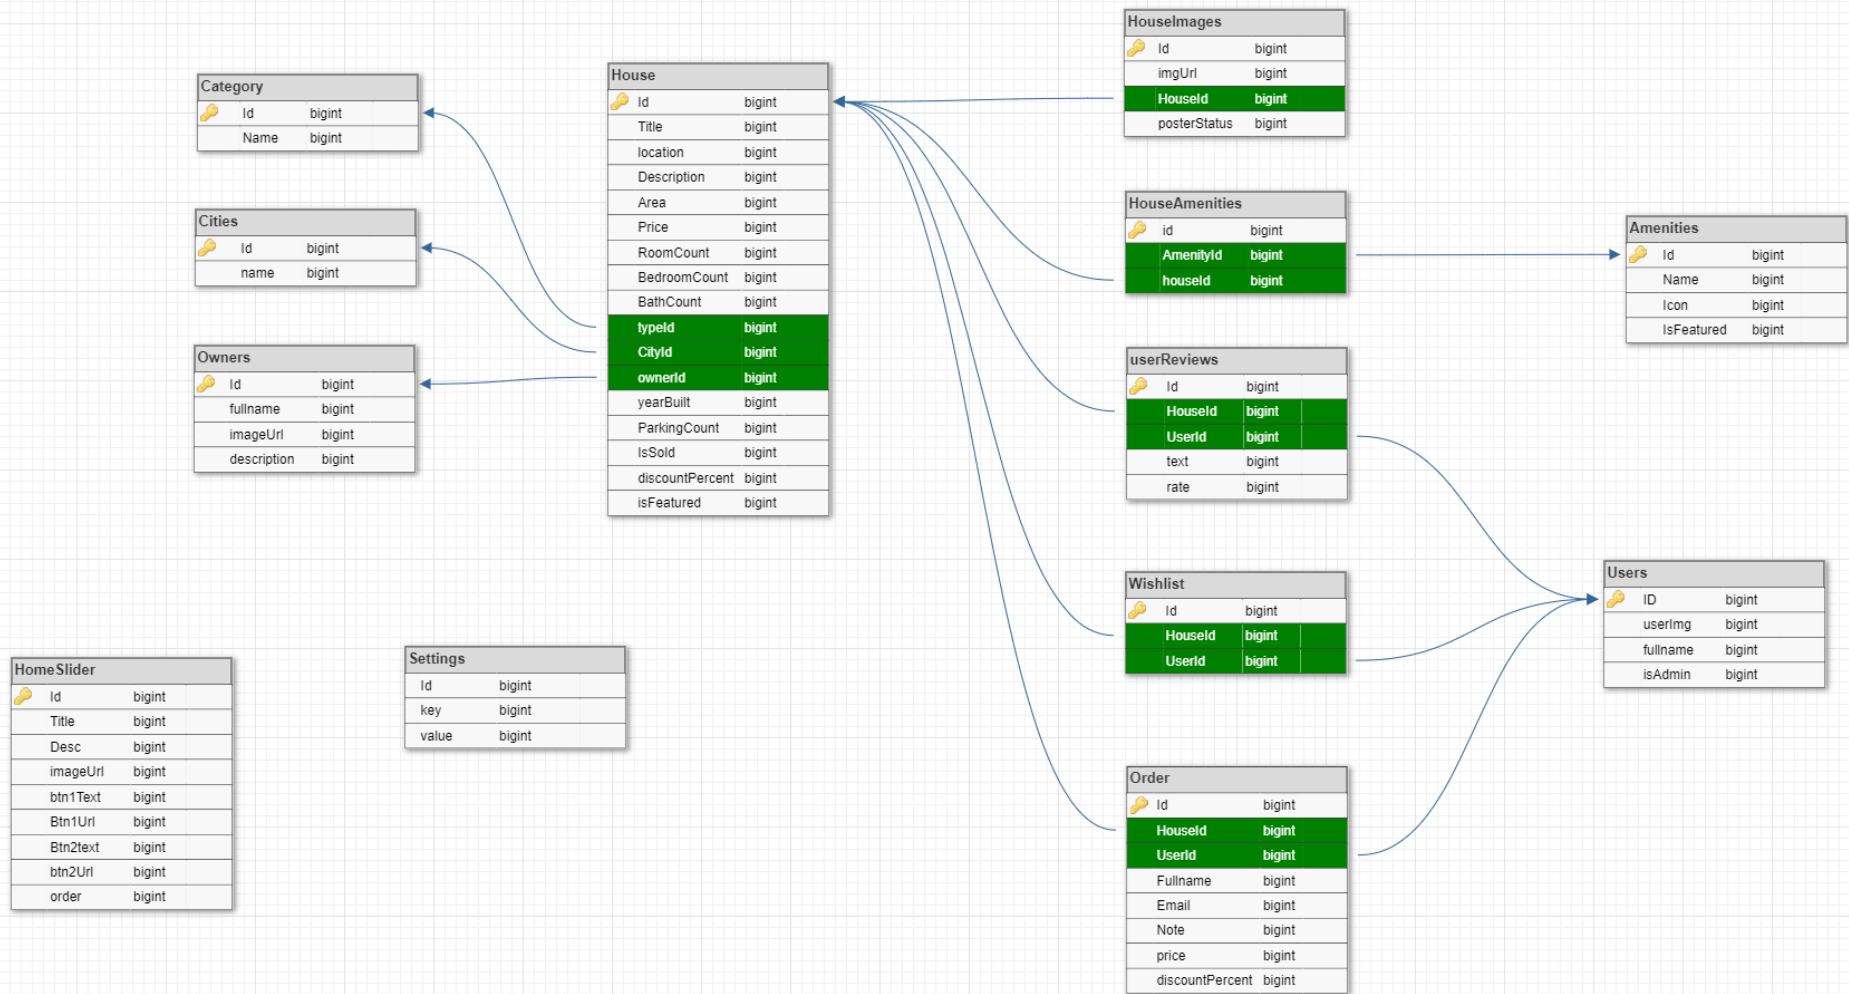 Category
Id bigint
Name bigint
Cities
Id bigint
name bigint
Owners
Id bigint
fullname bigint
imageUrl bigint
description bigint
House
Id bigint
Title bigint
location bigint
Description bigint
Area bigint
Price bigint
RoomCount bigint
BedroomCount bigint
BathCount bigint
typeId bigint
CityId bigint
ownerId bigint
yearBuilt bigint
ParkingCount bigint
IsSold bigint
discountPercent bigint
isFeatured bigint
HouseImages
Id bigint
imgUrl bigint
HouseId bigint
posterStatus bigint
HouseAmenities
id bigint
AmenityId bigint
houseId bigint
Amenities
Id bigint
Name bigint
Icon bigint
IsFeatured bigint
userReviews
Id bigint
HouseId bigint
UserId bigint
text bigint
rate bigint
Wishlist
Id bigint
HouseId bigint
UserId bigint
Users
ID bigint
userImg bigint
fullname bigint
isAdmin bigint
HomeSlider
Id bigint
Title bigint
Desc bigint
imageUrl bigint
btn1Text bigint
Btn1Url bigint
Btn2text bigint
btn2Url bigint
order bigint
Settings
Id bigint
key bigint
value bigint
Order
Id bigint
HouseId bigint
UserId bigint
Fullname bigint
Email bigint
Note bigint
price bigint
discountPercent bigint